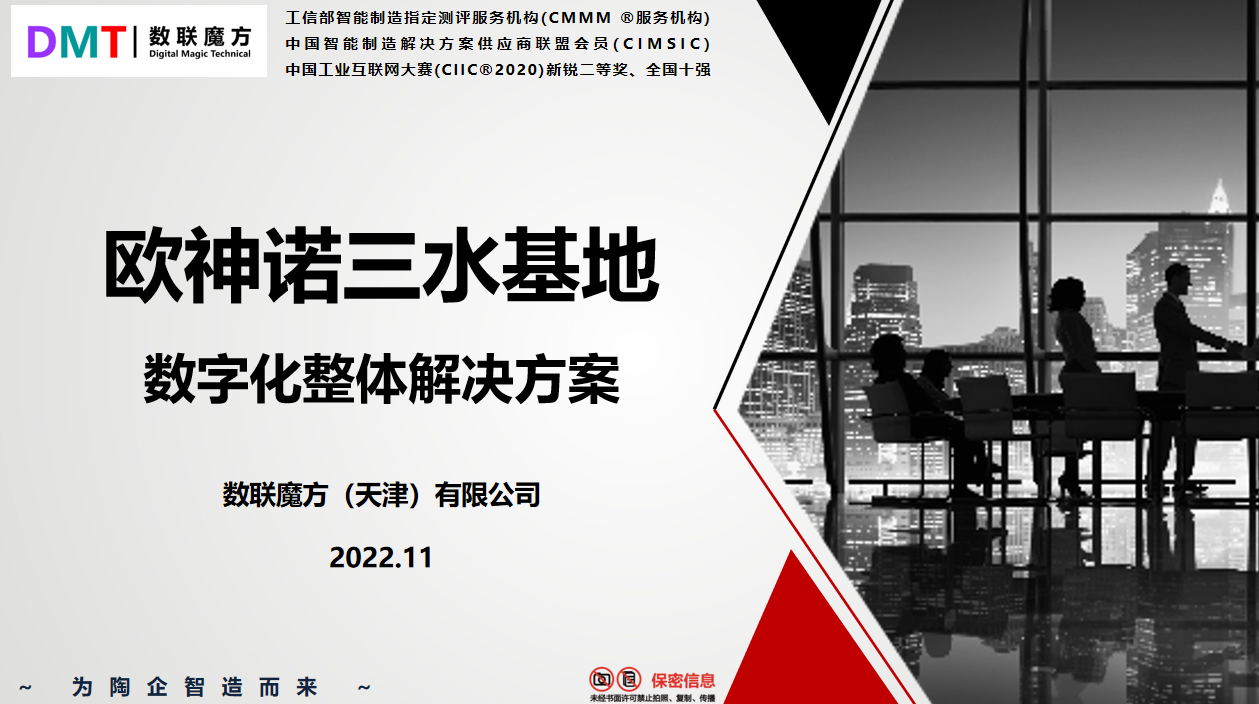 DMT 数联魔方
Digital Magic Technical
工信部智能制造指定测评服务机构(CMMM ®服务机构)
中国智能制造解决方案供应商联盟会员(CIMSIC)
中国工业互联网大赛(CIIC®2020)新锐二等奖、全国十强
欧神诺三水基地
数字化整体解决方案
数联魔方（天津）有限公司
2022.11
~ 为陶企智造而来 ~
保密信息
未经书面许可禁止拍照、复制、传播